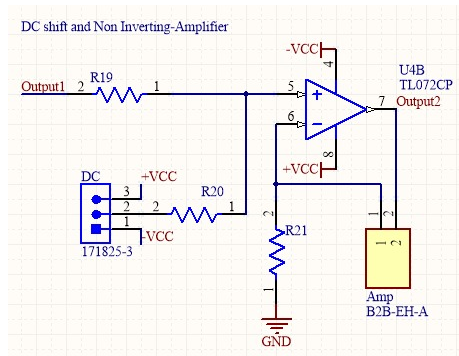 DC shift and Non Inverting-Amplifier
-VCC
4
U4B
TL072CP
R19
Output1 2 1
5
+
7 Output2
6
−
8
+VCC
DC
+VCC
3
2
1
-VCC
171825-3
R20
2 1
2
R21
1
GND
1 2
1 2
Amp
B2B-EH-A